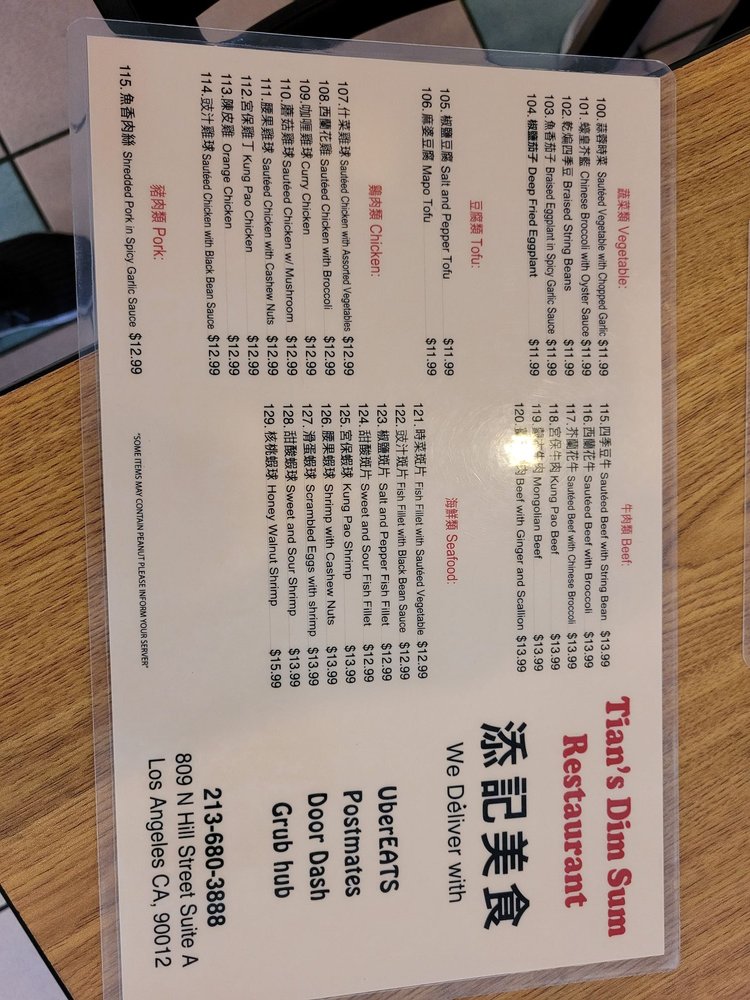 蔬菜類 Vegetable:
100. 蒜蓉時菜 Sautéed Vegetable with Chopped Garlic $11.99
101. 蠔皇芥藍 Chinese Broccoli with Oyster Sauce $11.99
102. 乾煸四季豆 Braised String Beans $11.99
103. 魚香茄子 Braised Eggplant in Spicy Garlic Sauce $11.99
104. 椒鹽茄子 Deep Fried Eggplant $11.99
豆腐類 Tofu:
105. 椒鹽豆腐 Salt and Pepper Tofu $11.99
106. 麻婆豆腐 Mapo Tofu $11.99
鷄肉類 Chicken:
107. 什菜雞球 Sautéed Chicken with Assorted Vegetables $12.99
108. 西蘭花雞 Sautéed Chicken with Broccoli $12.99
109. 咖喱雞球 Curry Chicken $12.99
110. 蘑菇雞球 Sautéed Chicken w/ Mushroom $12.99
111. 腰果雞球 Sautéed Chicken with Cashew Nuts $12.99
112. 宮保雞丁 Kung Pao Chicken $12.99
113. 陳皮雞 Orange Chicken $12.99
114. 豉汁雞球 Sautéed Chicken with Black Bean Sauce $12.99
豬肉類 Pork:
115. 魚香肉絲 Shredded Pork in Spicy Garlic Sauce $12.99
牛肉類 Beef:
115 四季豆牛 Sautéed Beef with String Bean $13.99
116. 西蘭花牛 Sautéed Beef with Broccoli $13.99
117. 芥蘭花牛 Sautéed Beef with Chinese Broccoli $13.99
118. 宮保牛肉 Kung Pao Beef $13.99
119. 蒙古牛肉 Mongolian Beef $13.99
120. 肉 Beef with Ginger and Scallion $13.99
海鮮類 Seafood:
121. 時菜斑片 Fish Fillet with Sautéed Vegetable $12.99
122. 豉汁斑片 Fish Fillet with Black Bean Sauce $12.99
123. 椒鹽斑片 Salt and Pepper Fish Fillet $12.99
124. 甜酸斑片 Sweet and Sour Fish Fillet $12.99
125. 宮保蝦球 Kung Pao Shrimp $13.99
126. 腰果蝦球 Shrimp with Cashew Nuts $13.99
127. 滑蛋蝦球 Scrambled Eggs with shrimp $13.99
128. 甜酸蝦球 Sweet and Sour Shrimp $13.99
129. 核桃蝦球 Honey Walnut Shrimp $15.99
*SOME ITEMS MAY CONTAIN PEANUT PLEASE INFORM YOUR SERVER*
Tian's Dim Sum
Restaurant
添記美食
We Deliver with
UberEATS
Postmates
Door Dash
Grub hub
213-680-3888
809 N Hill Street Suite A
Los Angeles CA, 90012